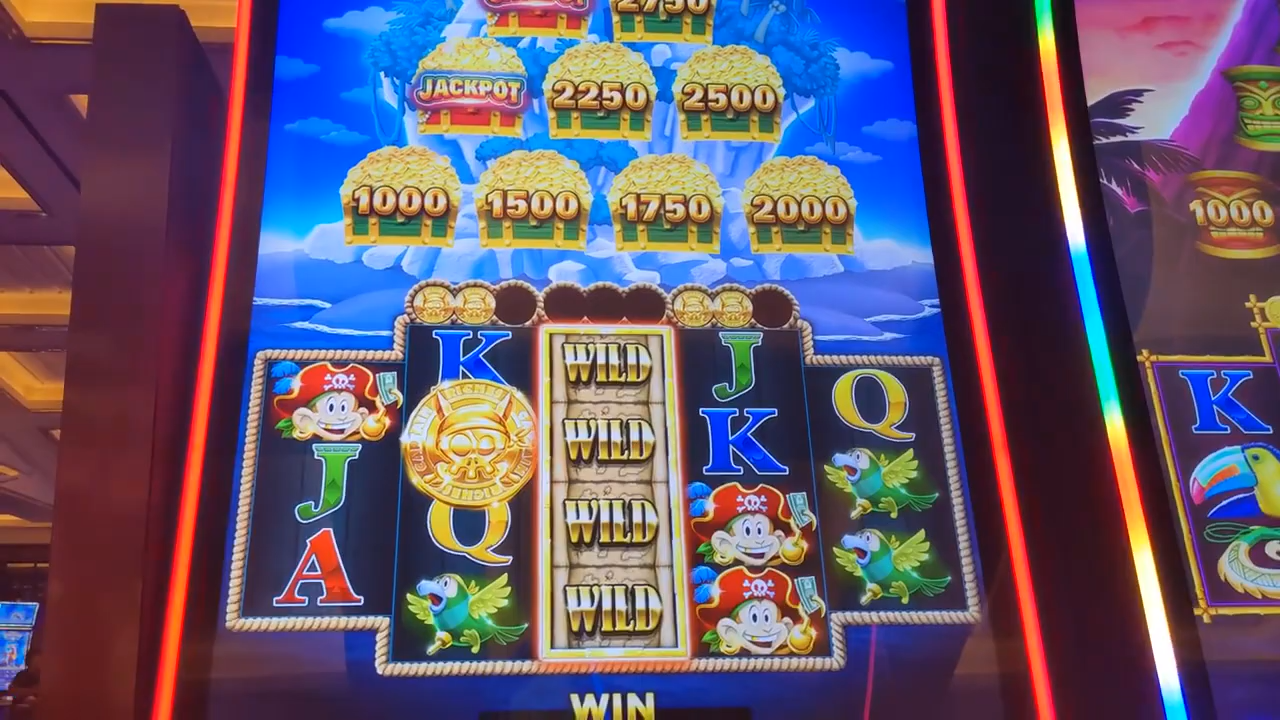 2750
JACKPOT 2250 2500
1000 1500 1750 2000
1000
K WILD J Q K
J WILD K
A Q WILD
WILD
WIN